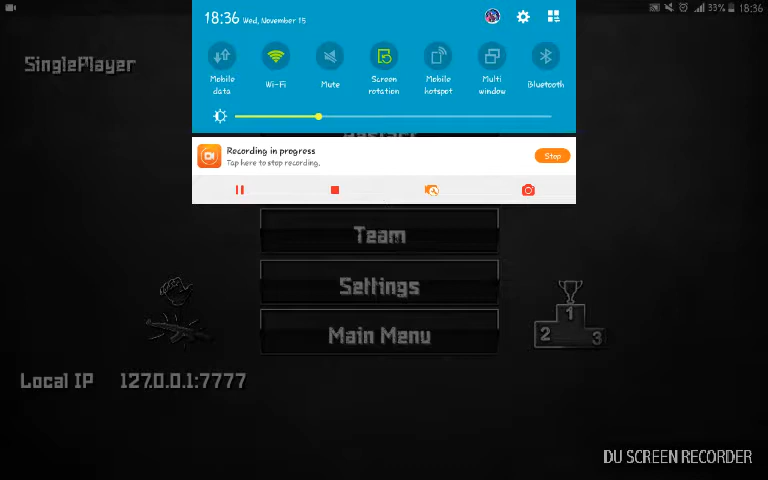 18:36 Wed, November 15
33% 18:36
SinglePlayer
Mobile data
Wi-Fi
Mute
Screen rotation
Mobile hotspot
Multi window
Bluetooth
Recording in progress
Tap here to stop recording.
Stop
Team
Settings
Main Menu
1
2
3
Local IP 127.0.0.1:7777
DU SCREEN RECORDER